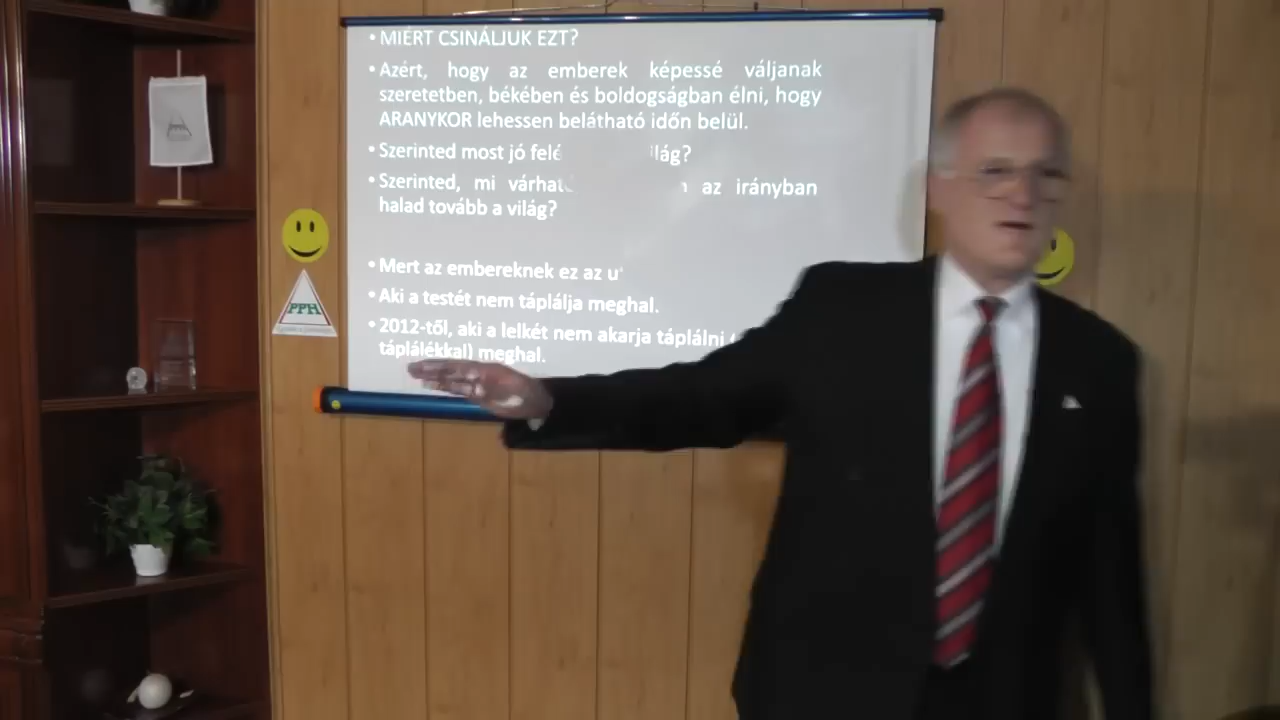 • MIÉRT CSINÁLJUK EZT?
• Azért, hogy az emberek képessé váljanak
szeretetben, békében és boldogságban élni, hogy
ARANYKOR lehessen belátható időn belül.
• Szerinted most jó felé
• Szerinted, mi az irányban
halad tovább a világ?
• Mert az embereknek ez az
• Aki a testét nem táplálja meghal.
• 2012-től, aki a lelkét nem akarja táplálni
táplálékkal) meghal.
PPH